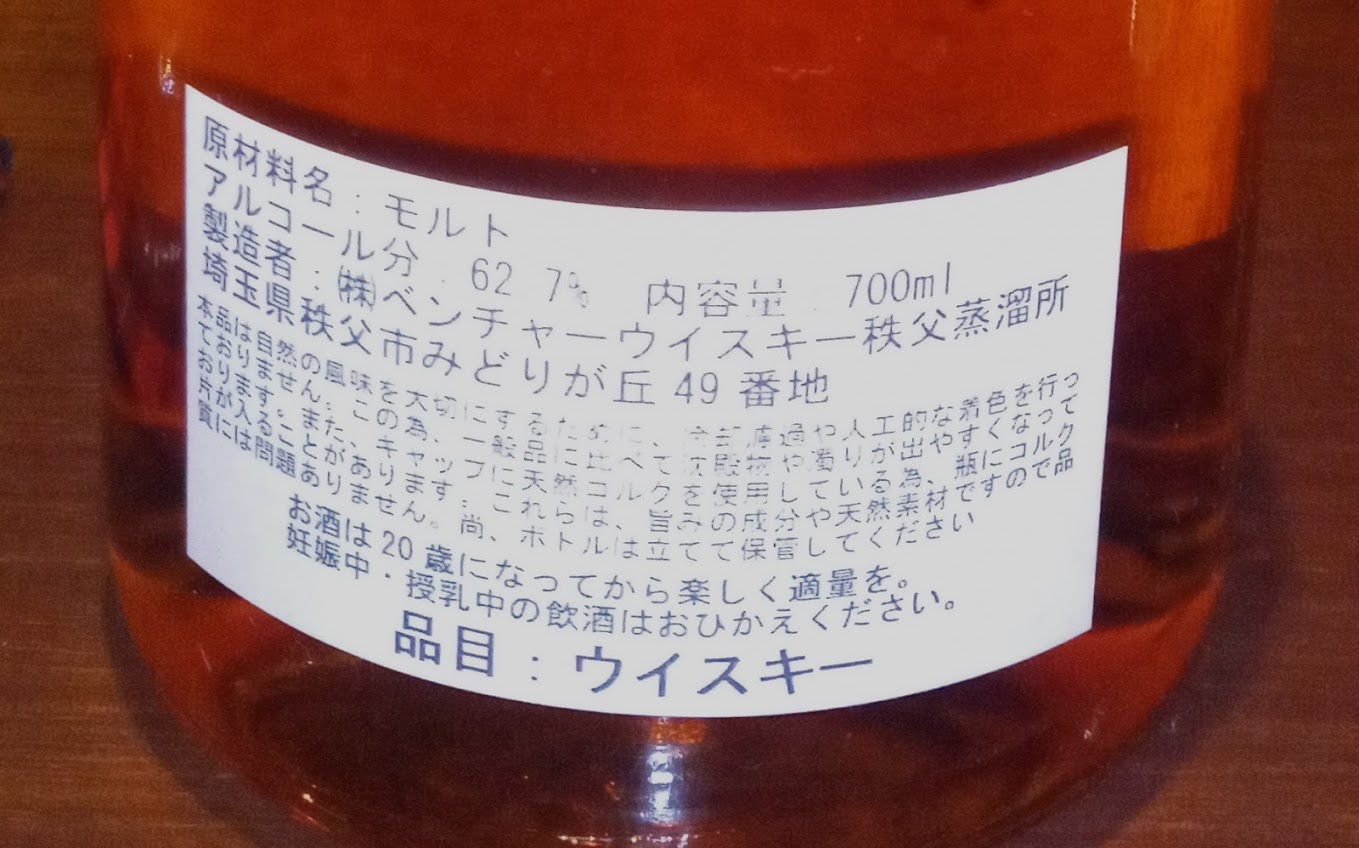 原材料名：モルト
アルコール分：62.7% 内容量：700ml
製造者：㈱ベンチャーウイスキー秩父蒸溜所
埼玉県秩父市みどりが丘49番地
本品は自然の風味を大切にするために、冷却濾過や人工的な着色を行っ
ておりません。この為、一般品に比べて沈殿物や濁りが出やすくなって
おります。また、キャップに天然コルクを使用している為、瓶にコルク
片が入ることがあります。これらは、旨みの成分や天然素材ですので品
質には問題ありません。尚、ボトルは立てて保管してください
お酒は20歳になってから楽しく適量を。
妊娠中・授乳中の飲酒はおひかえください。
品目：ウイスキー